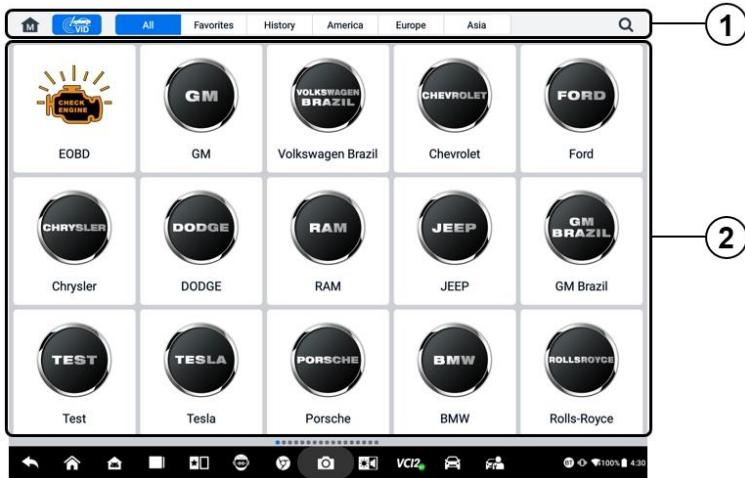 M VID All Favorites History America Europe Asia
1
CHECK ENGINE
GM
VOLKSWAGEN BRAZIL
CHEVROLET
FORD
EOBD GM Volkswagen Brazil Chevrolet Ford
CHRYSLER
DODGE
RAM
JEEP
GM BRAZIL
2
Chrysler DODGE RAM JEEP GM Brazil
TEST
TESLA
PORSCHE
BMW
ROLLSROYCE
Test Tesla Porsche BMW Rolls-Royce
VCI2 BT 100% 4:30